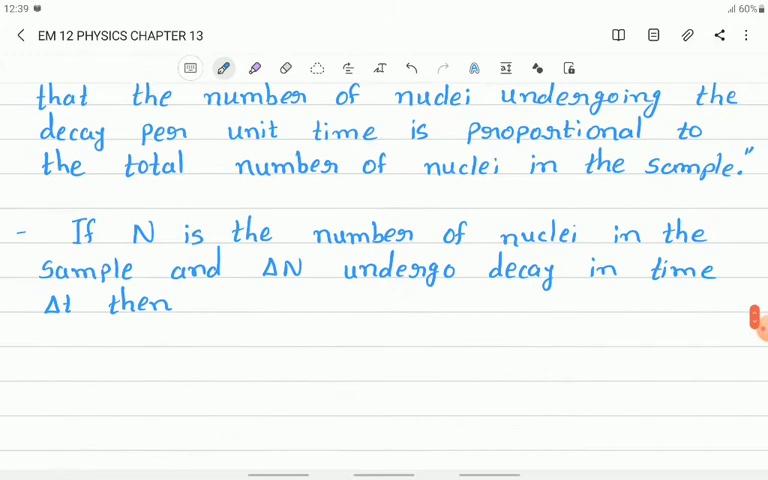 12:39
60%
EM 12 PHYSICS CHAPTER 13
that the number of nuclei undergoing the
decay per unit time is proportional to
the total number of nuclei in the sample."
- If N is the number of nuclei in the
sample and ΔN undergo decay in time
Δt then